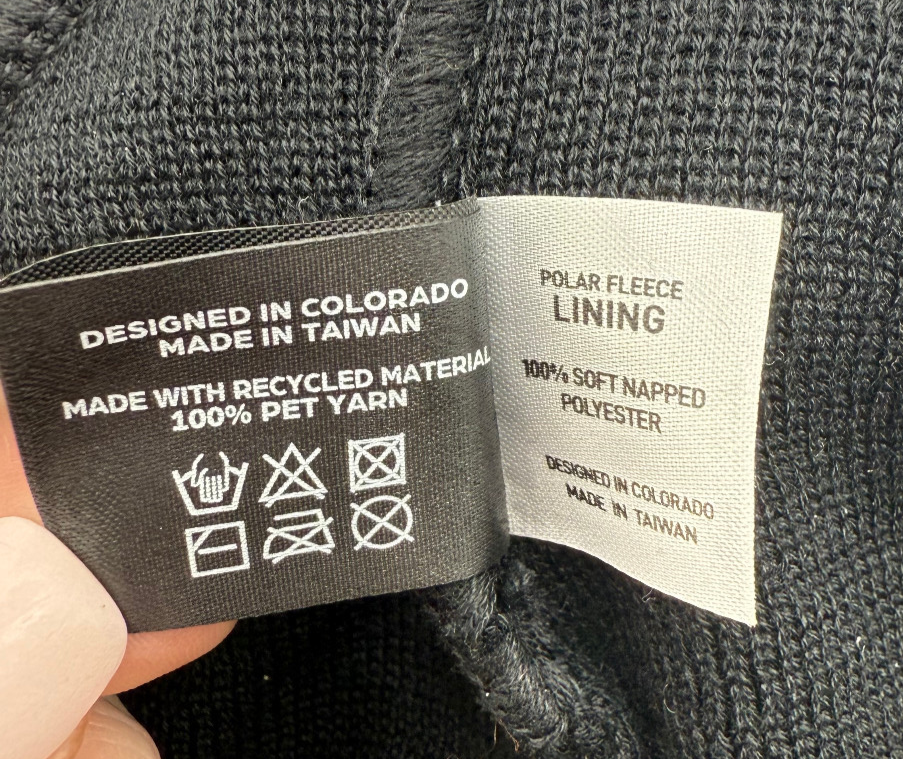 DESIGNED IN COLORADO
MADE IN TAIWAN
MADE WITH RECYCLED MATERIAL
100% PET YARN
POLAR FLEECE
LINING
100% SOFT NAPPED
POLYESTER
DESIGNED IN COLORADO
MADE IN TAIWAN